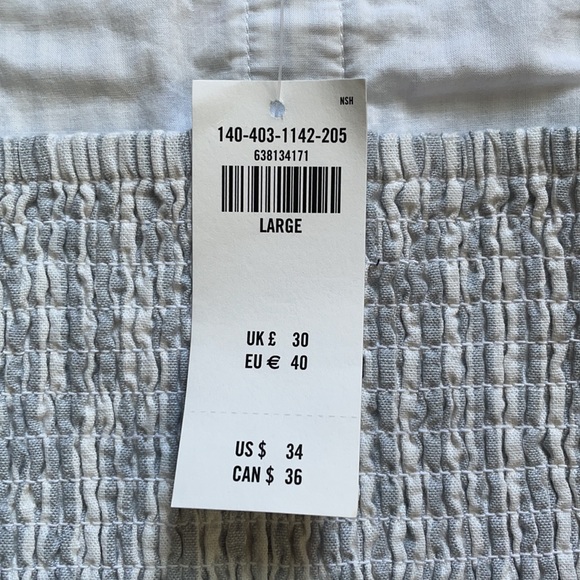 NSH
140-403-1142-205
638134171
LARGE
UK £ 30
EU € 40
US $ 34
CAN $ 36